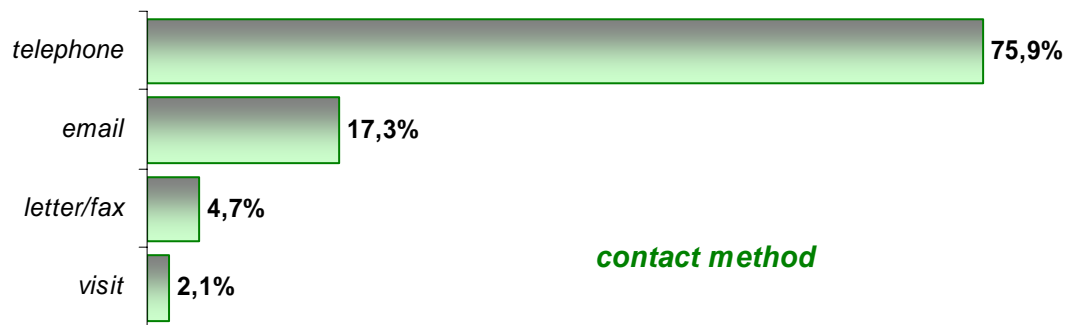 telephone 75,9%
email 17,3%
letter/fax 4,7%
contact method
visit 2,1%